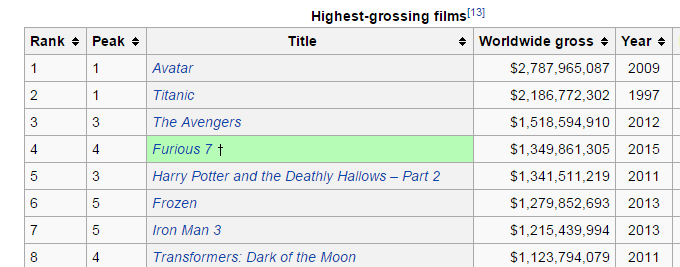 Highest-grossing films[13]
Rank Peak Title Worldwide gross Year
1 1 Avatar $2,787,965,087 2009
2 1 Titanic $2,186,772,302 1997
3 3 The Avengers $1,518,594,910 2012
4 4 Furious 7 † $1,349,861,305 2015
5 3 Harry Potter and the Deathly Hallows – Part 2 $1,341,511,219 2011
6 5 Frozen $1,279,852,693 2013
7 5 Iron Man 3 $1,215,439,994 2013
8 4 Transformers: Dark of the Moon $1,123,794,079 2011